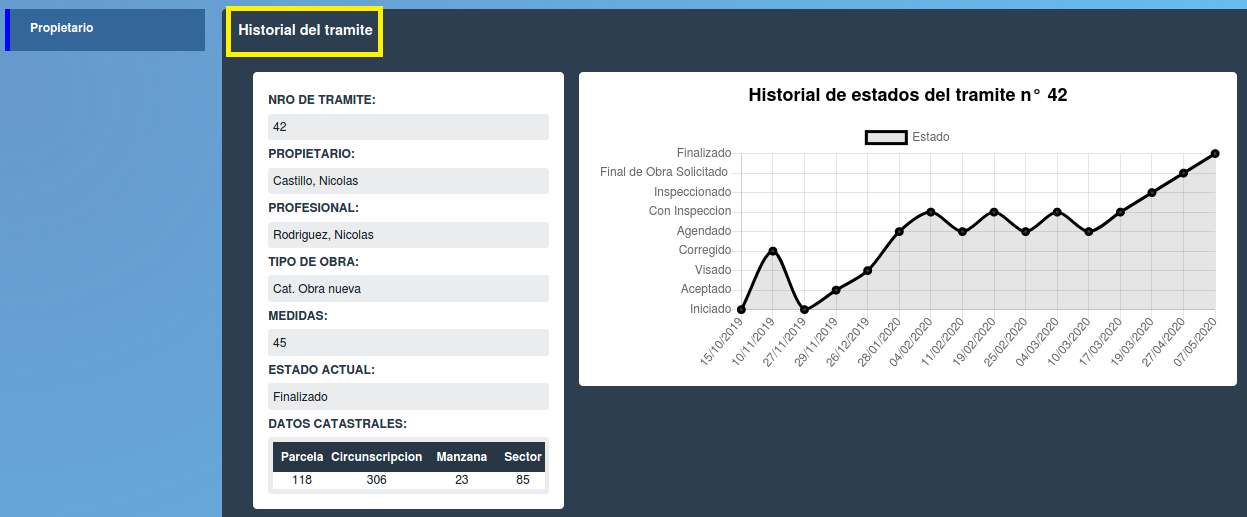 Propietario
Historial del tramite
NRO DE TRAMITE:
42
PROPIETARIO:
Castillo, Nicolas
PROFESIONAL:
Rodriguez, Nicolas
TIPO DE OBRA:
Cat. Obra nueva
MEDIDAS:
45
ESTADO ACTUAL:
Finalizado
DATOS CATASTRALES:
Parcela Circunscripcion Manzana Sector
118 306 23 85
Historial de estados del tramite n° 42
Estado
Finalizado
Final de Obra Solicitado
Inspeccionado
Con Inspeccion
Agendado
Corregido
Visado
Aceptado
Iniciado
15/10/2019
10/11/2019
27/11/2019
29/11/2019
26/12/2019
28/01/2020
04/02/2020
11/02/2020
19/02/2020
25/02/2020
04/03/2020
10/03/2020
17/03/2020
19/03/2020
27/04/2020
07/05/2020